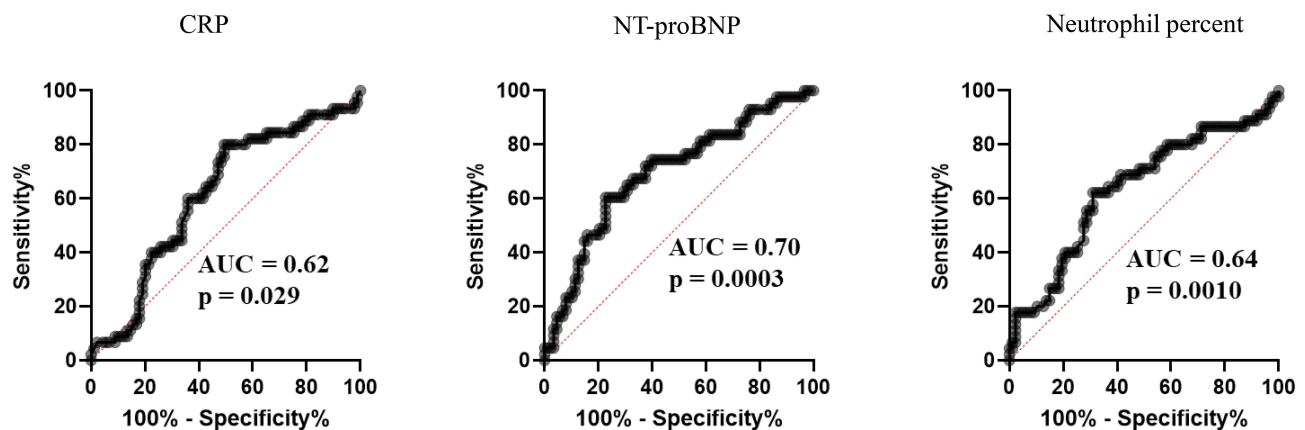 CRP
Sensitivity%
100
80
60
40
20
0
AUC = 0.62
p = 0.029
0 20 40 60 80 100
100% - Specificity%
NT-proBNP
Sensitivity%
100
80
60
40
20
0
AUC = 0.70
p = 0.0003
0 20 40 60 80 100
100% - Specificity%
Neutrophil percent
Sensitivity%
100
80
60
40
20
0
AUC = 0.64
p = 0.0010
0 20 40 60 80 100
100% - Specificity%